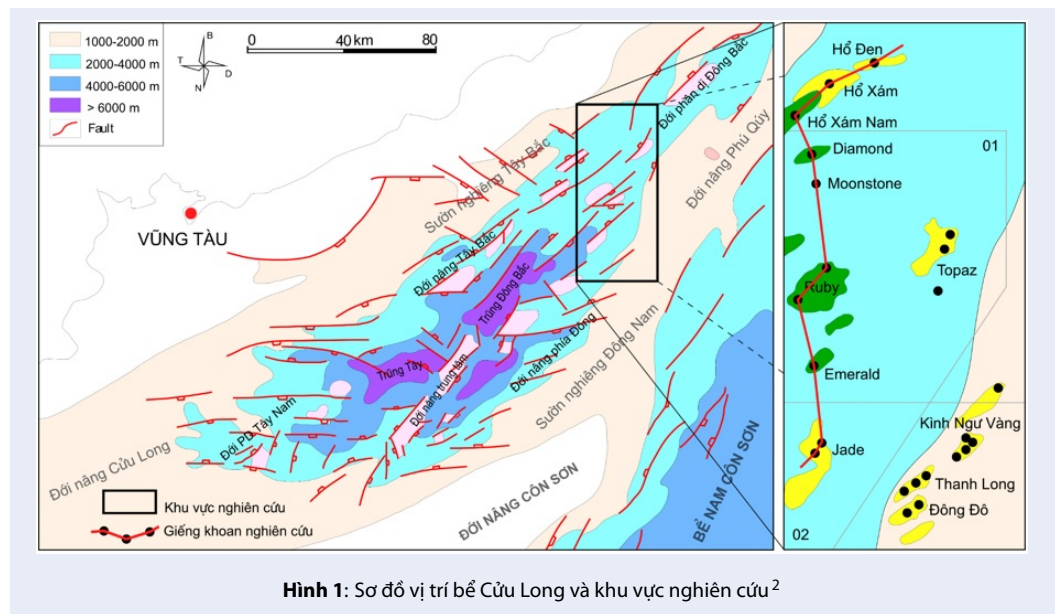 1000-2000 m
2000-4000 m
4000-6000 m
> 6000 m
Fault
B
T
D
N
0
40 km
80
VŨNG TÀU
Sườn nghiêng Tây Bắc
Đới phân dị Đông Bắc
Đới nâng Phú Qúy
Đới nâng Tây Bắc
Trũng Đông Bắc
Trũng Tây
Đới nâng trung tâm
Đới nâng phía Đông
Sườn nghiêng Đông Nam
Đới PD Tây Nam
Đới nâng Cửu Long
ĐỚI NÂNG CÔN SƠN
BỂ NAM CÔN SƠN
Khu vực nghiên cứu
Giếng khoan nghiên cứu
Hổ Đen
Hổ Xám
Hổ Xám Nam
01
Diamond
Moonstone
Topaz
Ruby
Emerald
Kình Ngư Vàng
Jade
Thanh Long
Đông Đô
02
Hình 1: Sơ đồ vị trí bể Cửu Long và khu vực nghiên cứu 2